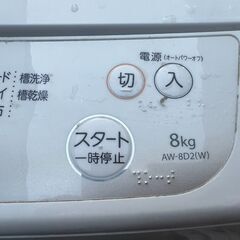 電源(オートパワーオフ)
ード:槽洗浄
切
入
イ:槽乾燥
スタート
一時停止
8kg
AW-8D2(W)